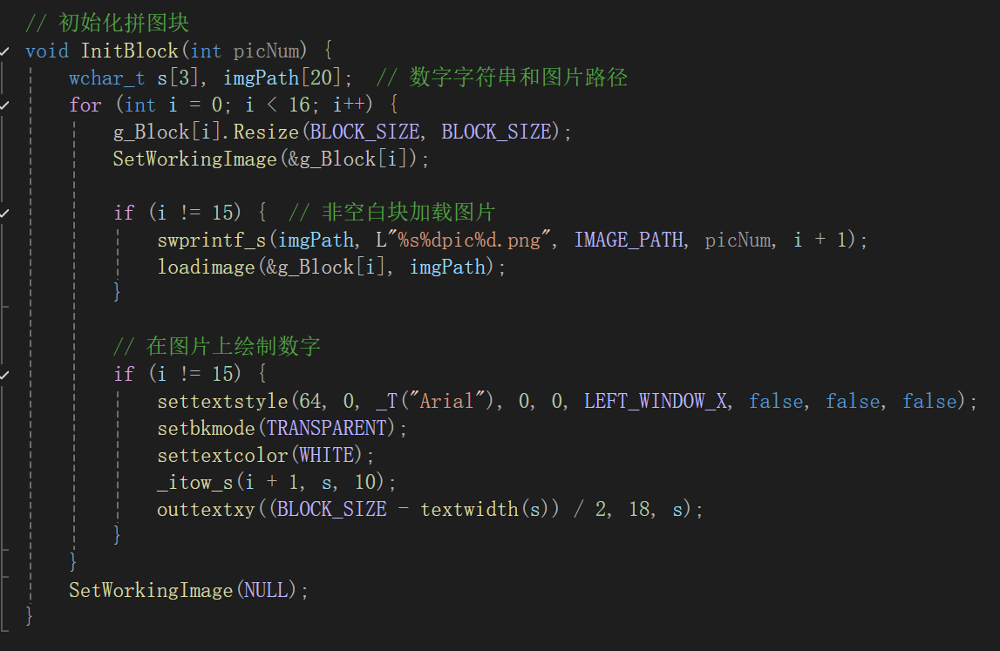 // 初始化拼图块
void InitBlock(int picNum) {
    wchar_t s[3], imgPath[20];  // 数字字符串和图片路径
    for (int i = 0; i < 16; i++) {
        g_Block[i].Resize(BLOCK_SIZE, BLOCK_SIZE);
        SetWorkingImage(&g_Block[i]);

        if (i != 15) {  // 非空白块加载图片
            swprintf_s(imgPath, L"%s%dpic%d.png", IMAGE_PATH, picNum, i + 1);
            loadimage(&g_Block[i], imgPath);
        }

        // 在图片上绘制数字
        if (i != 15) {
            settextstyle(64, 0, _T("Arial"), 0, 0, LEFT_WINDOW_X, false, false, false);
            setbkmode(TRANSPARENT);
            settextcolor(WHITE);
            _itow_s(i + 1, s, 10);
            outtextxy((BLOCK_SIZE - textwidth(s)) / 2, 18, s);
        }
    }
    SetWorkingImage(NULL);
}